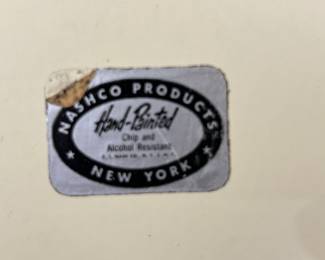 NASHCO PRODUCTS
Hand-Painted
Chip and
Alcohol Resistant
NEW YORK